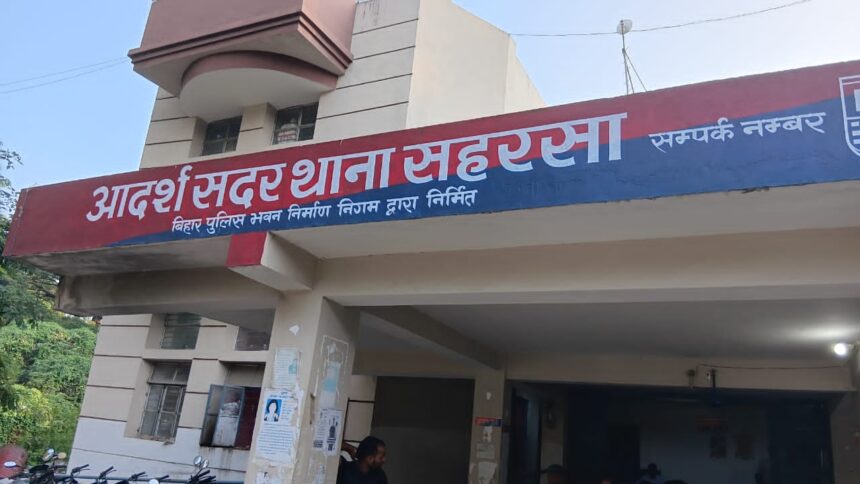 आदर्श सदर थाना सहरसा
सम्पर्क नम्बर
बिहार पुलिस भवन निर्माण निगम द्वारा निर्मित